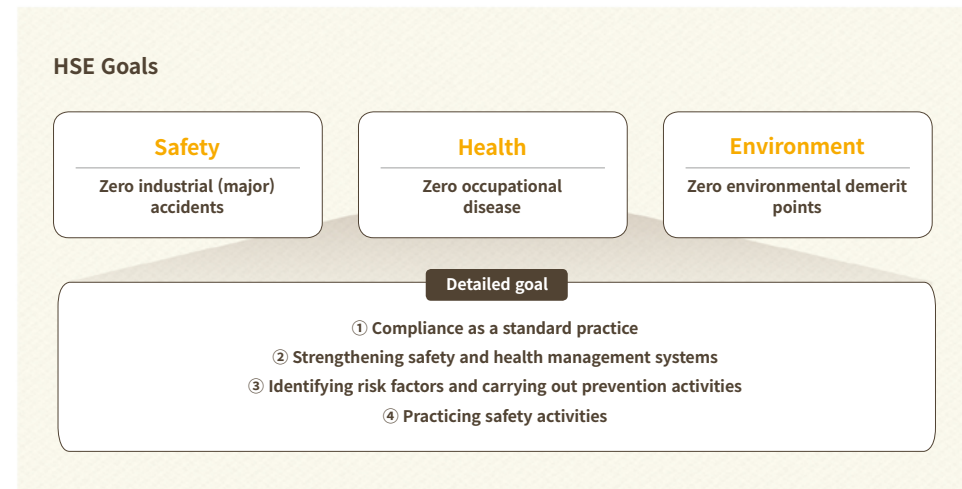 HSE Goals
Safety
Zero industrial (major)
accidents
Health
Zero occupational
disease
Environment
Zero environmental demerit
points
Detailed goal
① Compliance as a standard practice
② Strengthening safety and health management systems
③ Identifying risk factors and carrying out prevention activities
④ Practicing safety activities